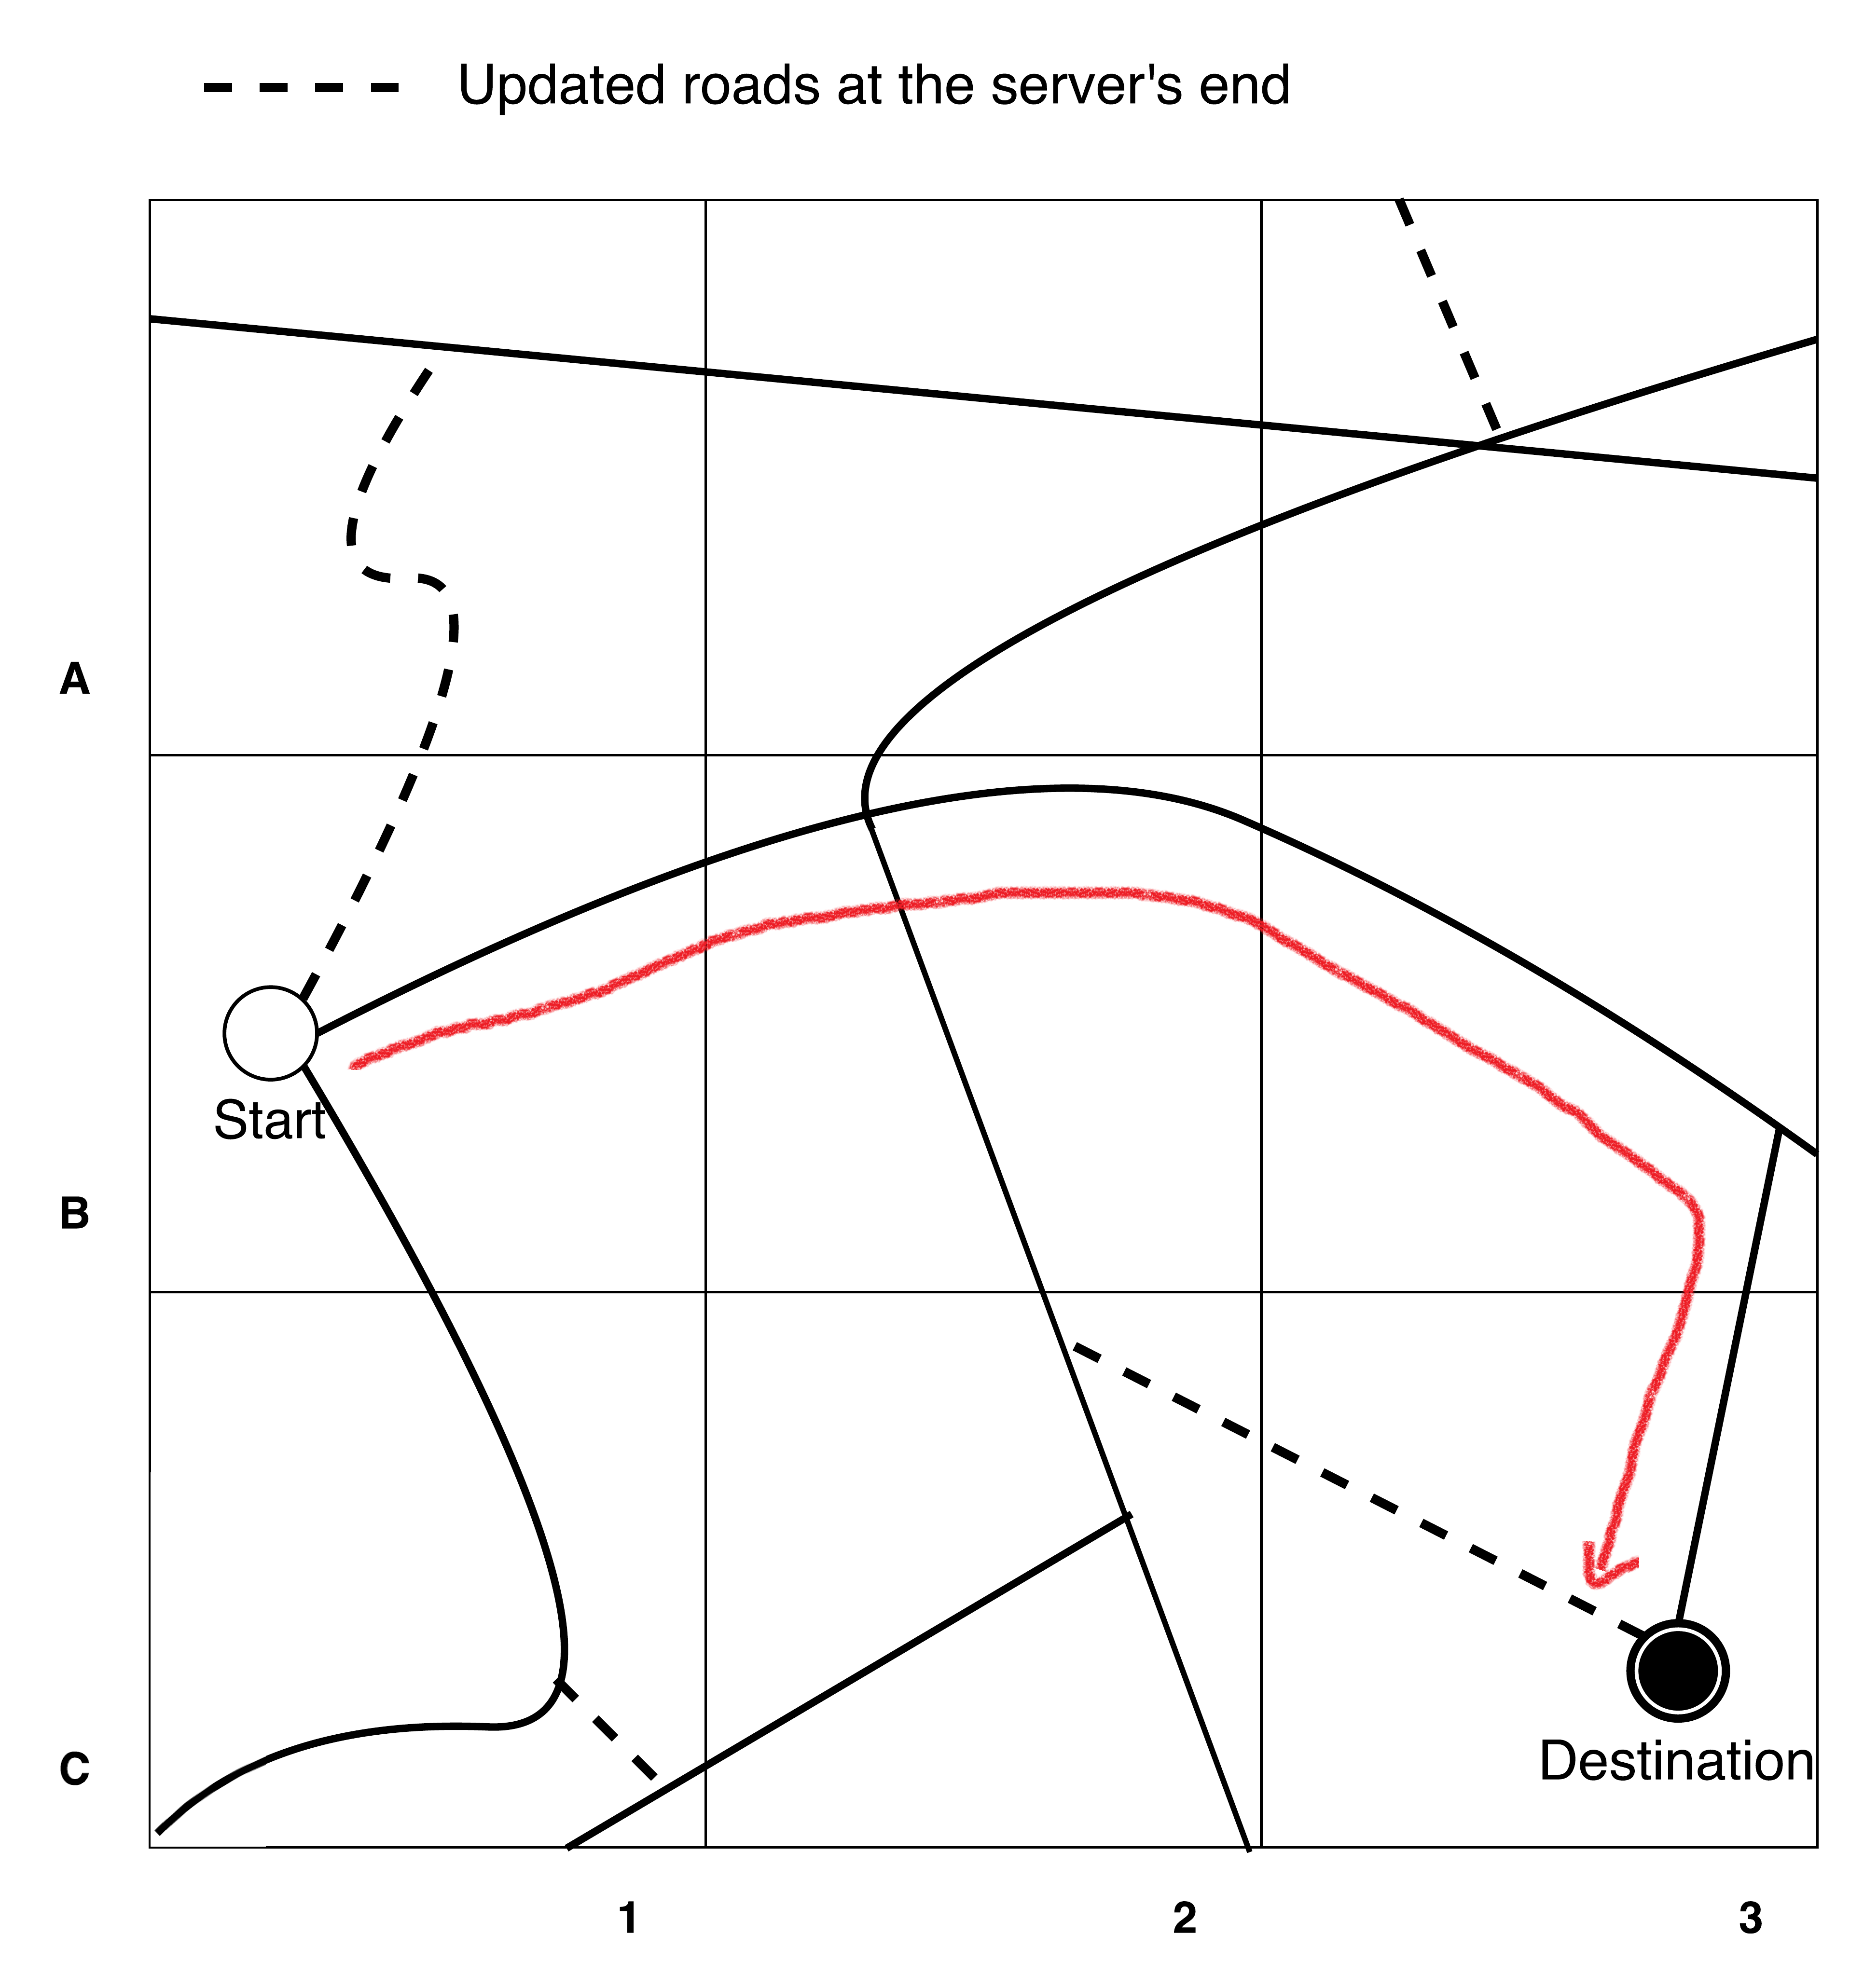 Updated roads at the server's end
A
Start
B
C
Destination
1 2 3